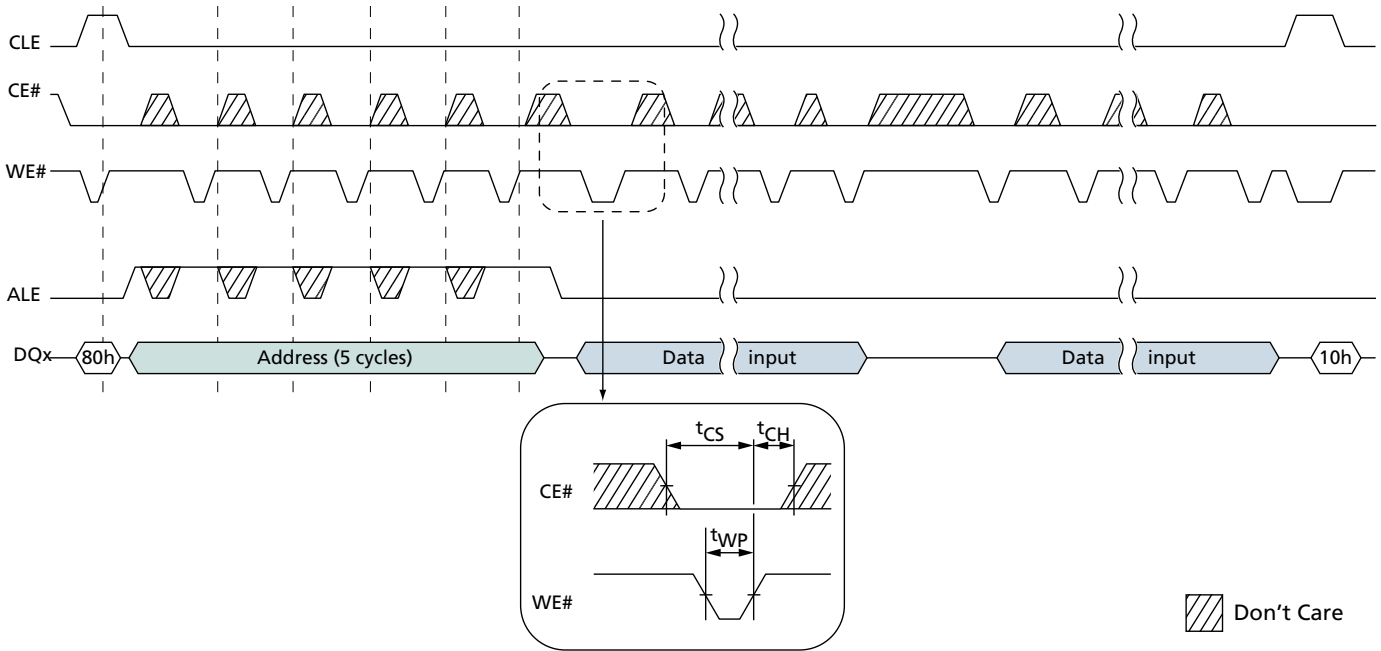 CLE
CE#
WE#
ALE
DQx
80h
Address (5 cycles)
Data input
Data input
10h
tCS
tCH
CE#
tWP
WE#
Don't Care